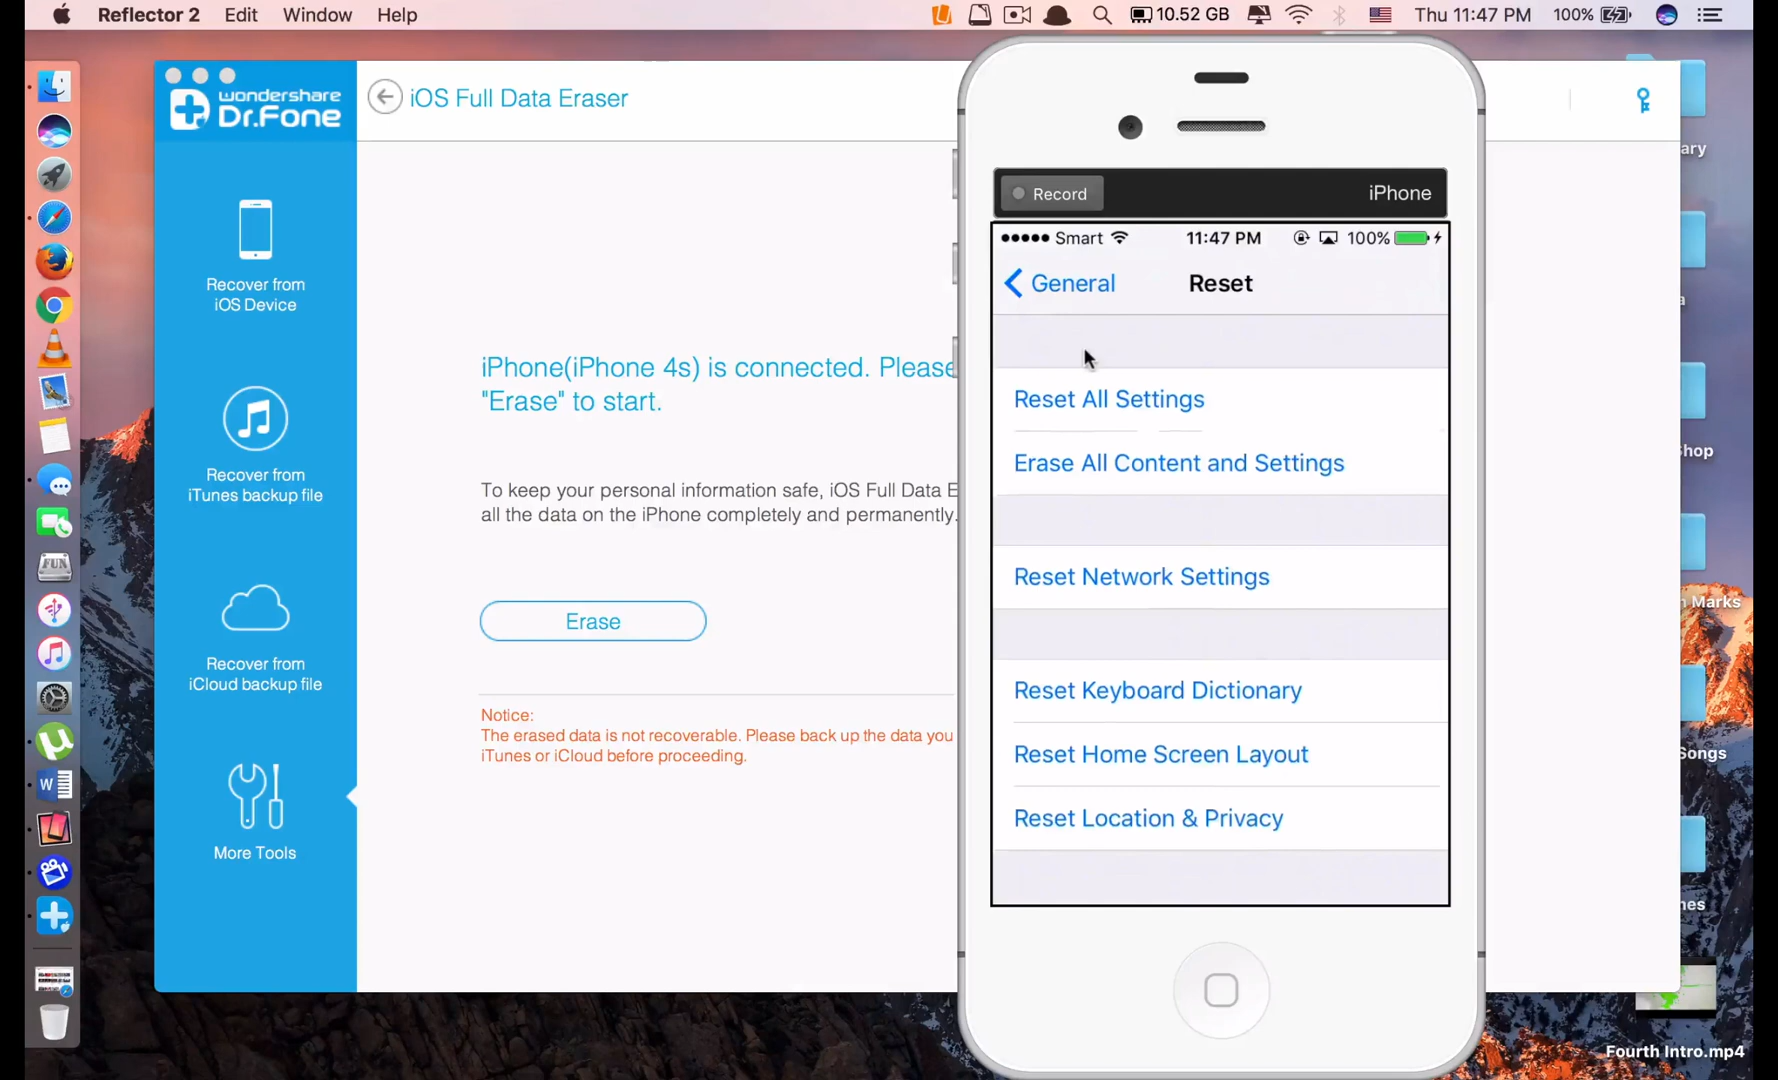 Reflector 2 Edit Window Help
10.52 GB
Thu 11:47 PM 100%
wondershare
Dr.Fone
iOS Full Data Eraser
Recover from
iOS Device
Recover from
iTunes backup file
Recover from
iCloud backup file
More Tools
iPhone(iPhone 4s) is connected. Please
"Erase" to start.
To keep your personal information safe, iOS Full Data E
all the data on the iPhone completely and permanently.
Erase
Notice:
The erased data is not recoverable. Please back up the data you
iTunes or iCloud before proceeding.
Record iPhone
Smart 11:47 PM 100%
General Reset
Reset All Settings
Erase All Content and Settings
Reset Network Settings
Reset Keyboard Dictionary
Reset Home Screen Layout
Reset Location & Privacy
ary
a
hop
Marks
Songs
nes
Fourth Intro.mp4
FUN
W